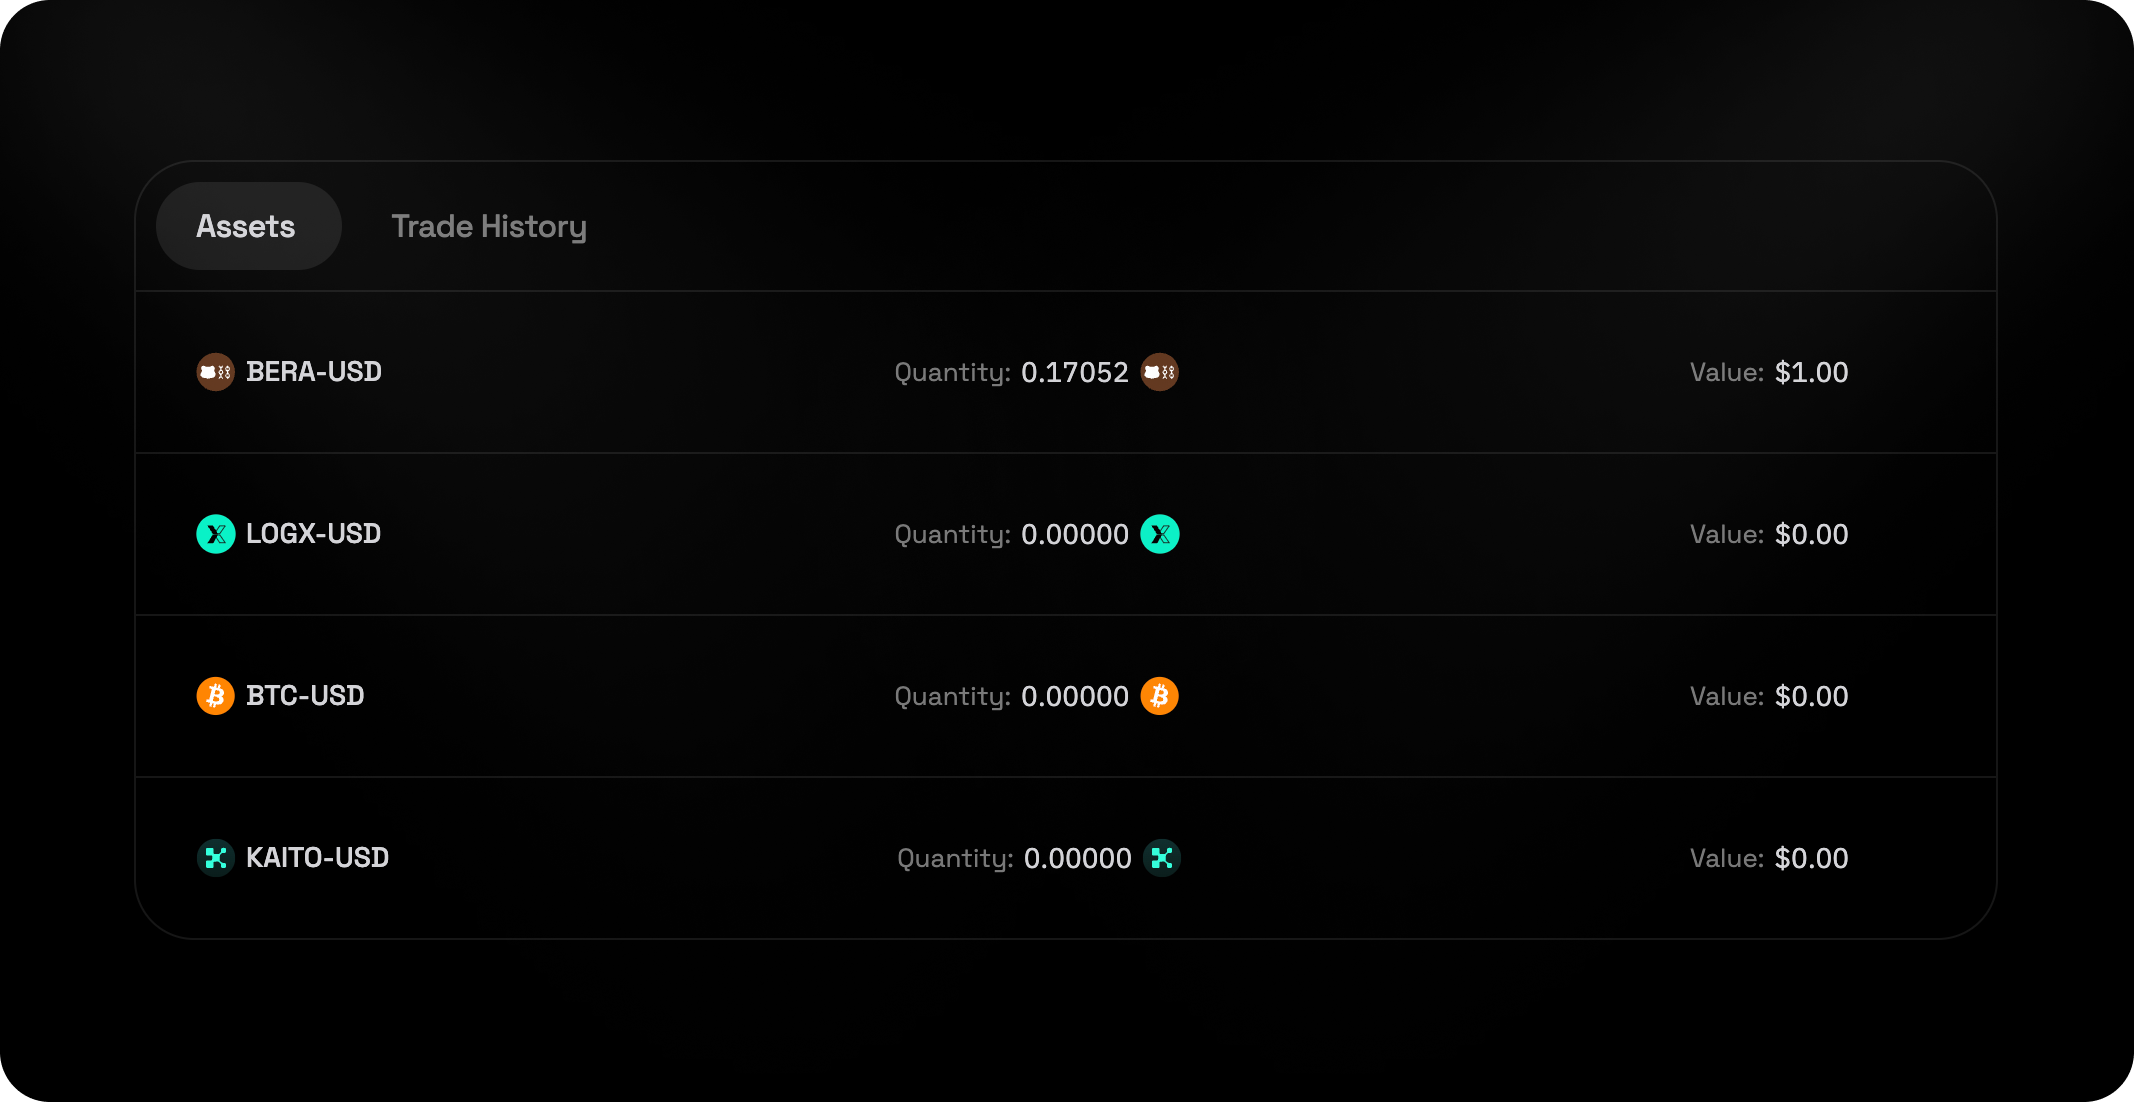 Assets Trade History
BERA-USD Quantity: 0.17052 Value: $1.00
LOGX-USD Quantity: 0.00000 Value: $0.00
BTC-USD Quantity: 0.00000 Value: $0.00
KAITO-USD Quantity: 0.00000 Value: $0.00